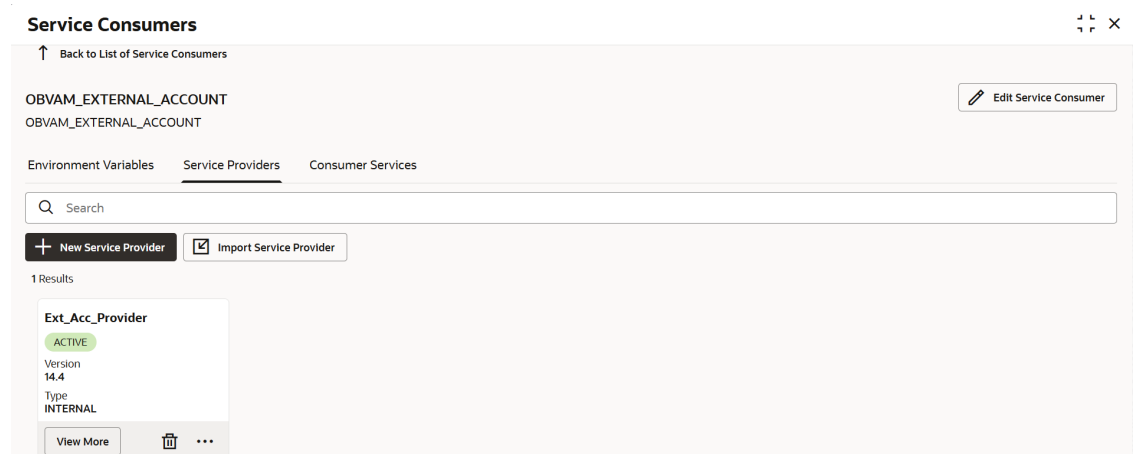 Service Consumers
Back to List of Service Consumers
OBVAM_EXTERNAL_ACCOUNT
Edit Service Consumer
OBVAM_EXTERNAL_ACCOUNT
Environment Variables Service Providers Consumer Services
Search
New Service Provider Import Service Provider
1 Results
Ext_Acc_Provider
ACTIVE
Version
14.4
Type
INTERNAL
View More